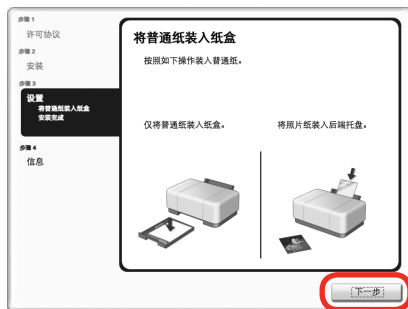 步骤 1
许可协议
步骤 2
安装
步骤 3
设置
将普通纸装入纸盒
安装完成
步骤 4
信息
将普通纸装入纸盒
按照如下操作装入普通纸。
仅将普通纸装入纸盒。
将照片纸装入后端托盘。
下一步